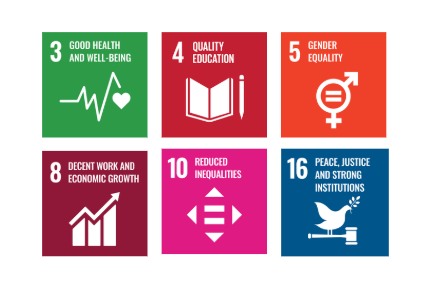 3 GOOD HEALTH
AND WELL-BEING
4 QUALITY
EDUCATION
5 GENDER
EQUALITY
8 DECENT WORK AND
ECONOMIC GROWTH
10 REDUCED
INEQUALITIES
16 PEACE, JUSTICE
AND STRONG
INSTITUTIONS